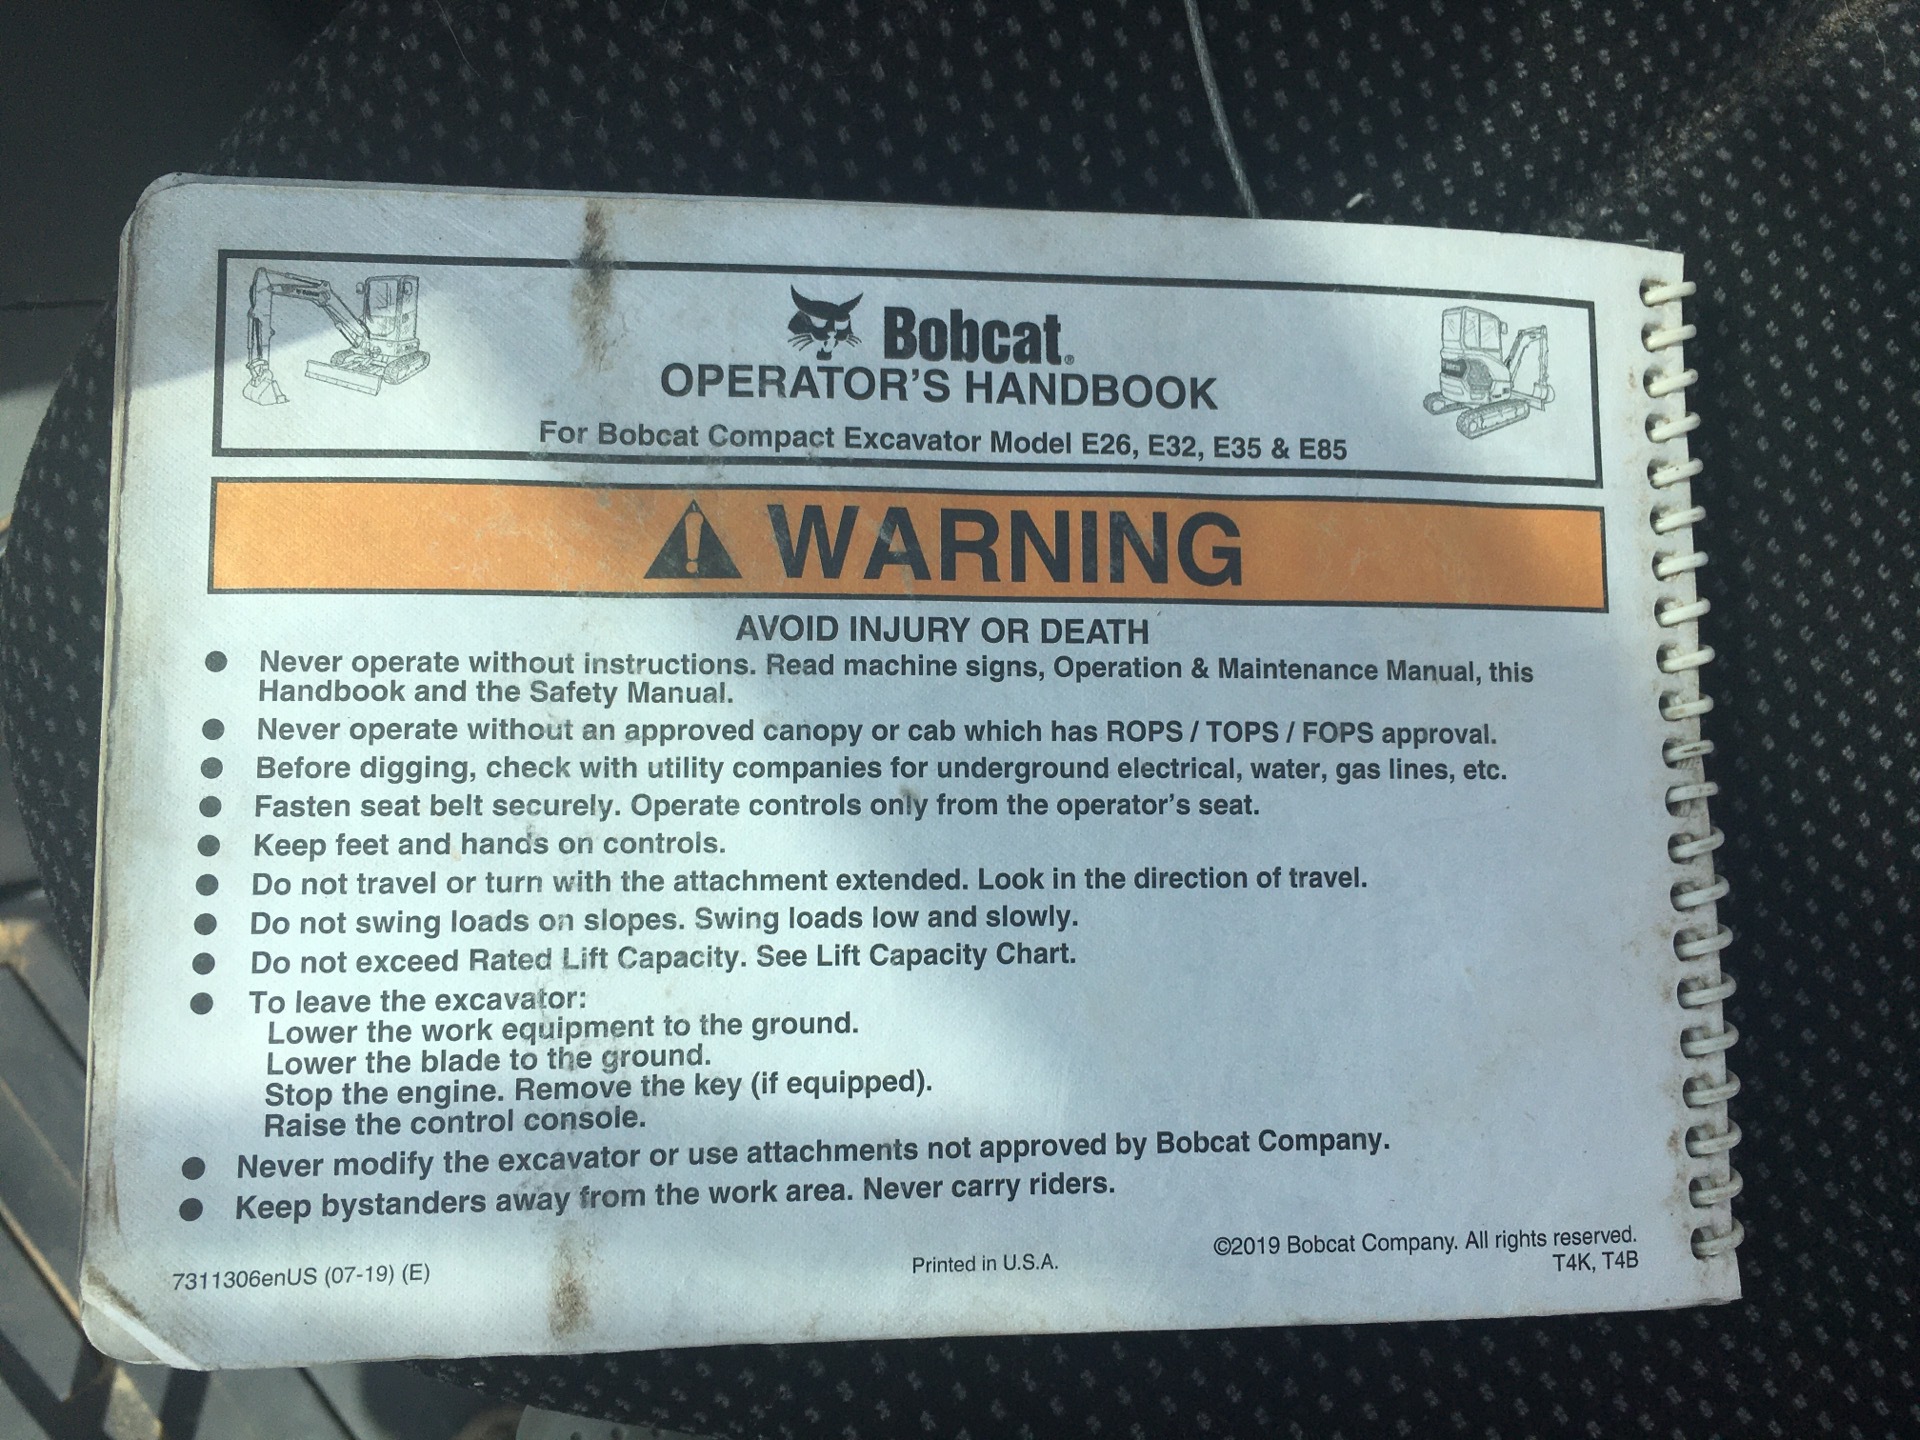 Bobcat®
OPERATOR'S HANDBOOK
For Bobcat Compact Excavator Model E26, E32, E35 & E85
WARNING
AVOID INJURY OR DEATH
● Never operate without instructions. Read machine signs, Operation & Maintenance Manual, this
Handbook and the Safety Manual.
● Never operate without an approved canopy or cab which has ROPS / TOPS / FOPS approval.
● Before digging, check with utility companies for underground electrical, water, gas lines, etc.
● Fasten seat belt securely. Operate controls only from the operator's seat.
● Keep feet and hands on controls.
● Do not travel or turn with the attachment extended. Look in the direction of travel.
● Do not swing loads on slopes. Swing loads low and slowly.
● Do not exceed Rated Lift Capacity. See Lift Capacity Chart.
● To leave the excavator:
Lower the work equipment to the ground.
Lower the blade to the ground.
Stop the engine. Remove the key (if equipped).
Raise the control console.
● Never modify the excavator or use attachments not approved by Bobcat Company.
● Keep bystanders away from the work area. Never carry riders.
7311306enUS (07-19) (E)
Printed in U.S.A.
©2019 Bobcat Company. All rights reserved.
T4K, T4B